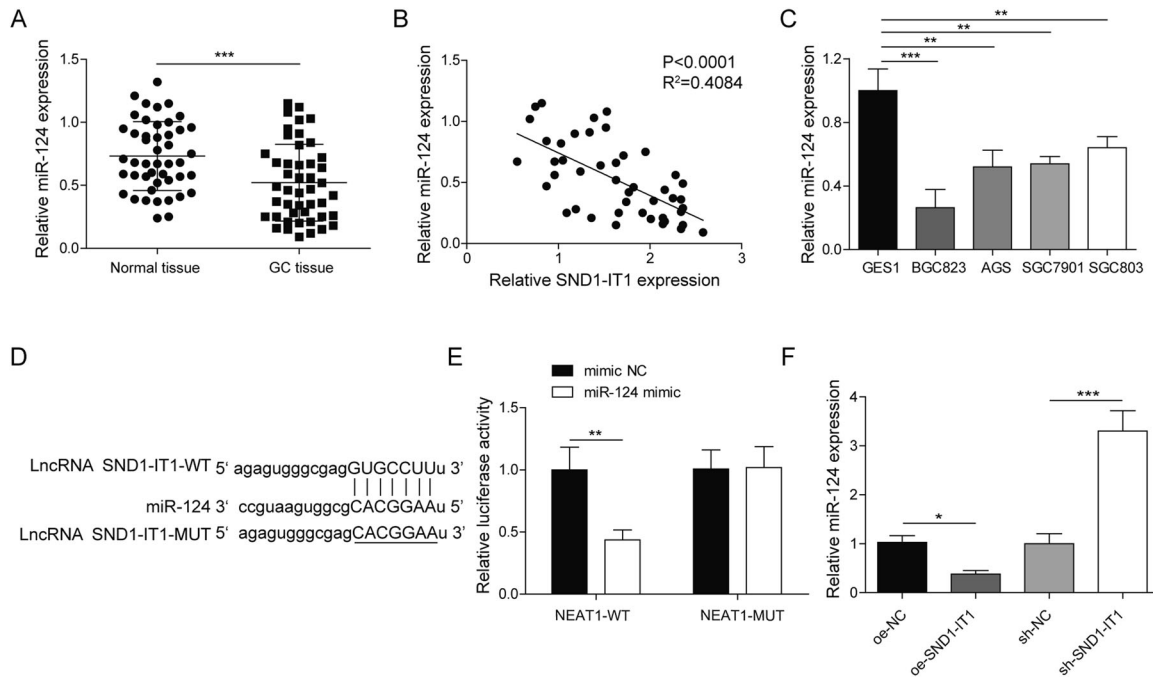 A
Relative miR-124 expression
1.5
1.0
0.5
0.0
***
Normal tissue
GC tissue
B
Relative miR-124 expression
1.5
1.0
0.5
0.0
P<0.0001
R²=0.4084
0
1
2
3
Relative SND1-IT1 expression
C
Relative miR-124 expression
1.2
0.8
0.4
0.0
**
**
**
***
GES1
BGC823
AGS
SGC7901
SGC803
D
LncRNA SND1-IT1-WT 5‘ agagugggcgagGUGCCUUu 3’
miR-124 3‘ ccguaaguggcgCACGGAAu 5’
LncRNA SND1-IT1-MUT 5‘ agagugggcgagCACGGAAu 3’
E
mimic NC
miR-124 mimic
Relative luciferase activity
1.5
1.0
0.5
0.0
**
NEAT1-WT
NEAT1-MUT
F
Relative miR-124 expression
4
3
2
1
0
*
***
oe-NC
oe-SND1-IT1
sh-NC
sh-SND1-IT1